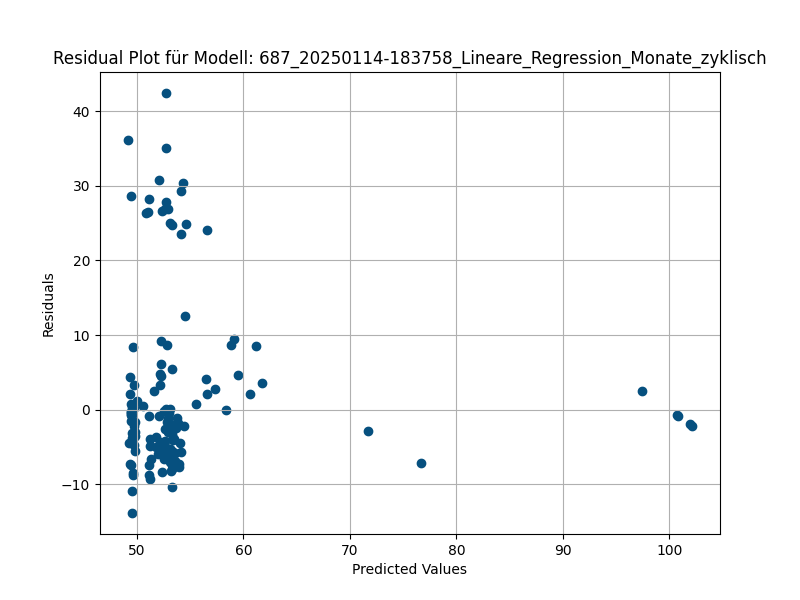 Residual Plot für Modell: 687_20250114-183758_Lineare_Regression_Monate_zyklisch
40
30
20
10
0
−10
Residuals
50 60 70 80 90 100
Predicted Values